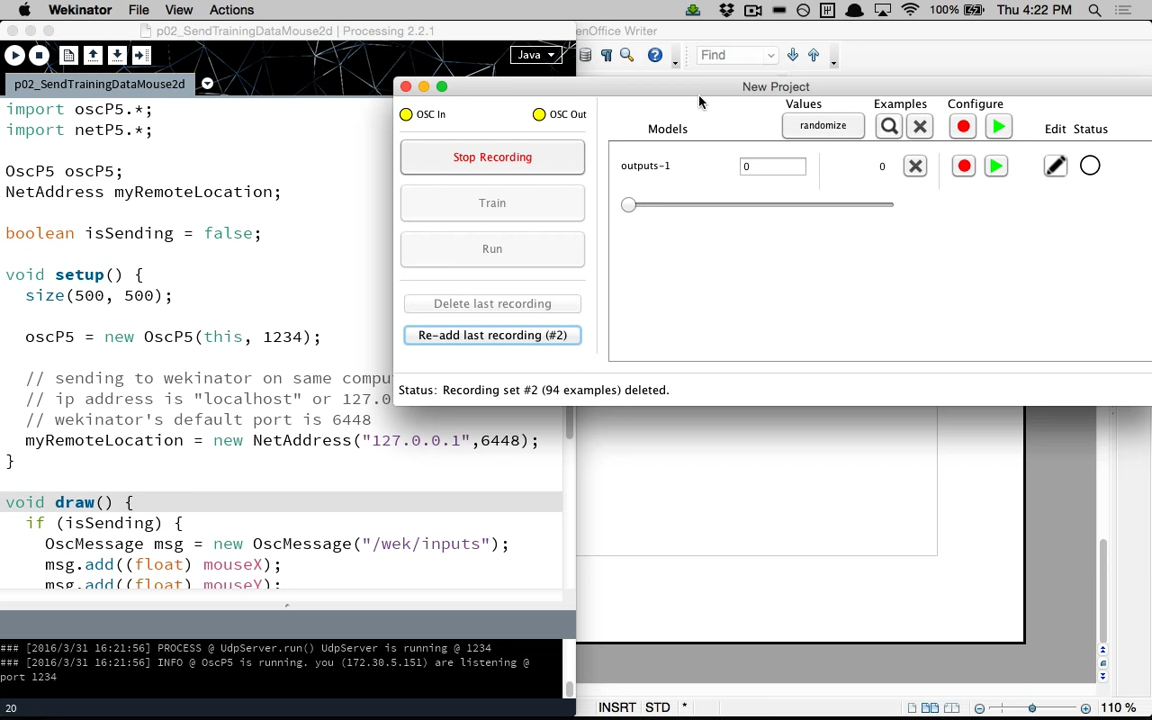 Wekinator File View Actions 100% Thu 4:22 PM
p02_SendTrainingDataMouse2d | Processing 2.2.1
enOffice Writer
Java
Find
p02_SendTrainingDataMouse2d
New Project
import oscP5.*;
import netP5.*;
OscP5 oscP5;
NetAddress myRemoteLocation;
boolean isSending = false;
void setup() {
size(500, 500);
oscP5 = new OscP5(this, 1234);
// sending to wekinator on same compu
// ip address is "localhost" or 127.0
// wekinator's default port is 6448
myRemoteLocation = new NetAddress("127.0.0.1",6448);
}
void draw() {
if (isSending) {
OscMessage msg = new OscMessage("/wek/inputs");
msg.add((float) mouseX);
msg.add((float) mouseY);
OSC In OSC Out
Stop Recording
Train
Run
Delete last recording
Re-add last recording (#2)
Values Examples Configure
Models randomize Edit Status
outputs-1 0 0
Status: Recording set #2 (94 examples) deleted.
### [2016/3/31 16:21:56] PROCESS @ UdpServer.run() UdpServer is running @ 1234
### [2016/3/31 16:21:56] INFO @ OscP5 is running. you (172.30.5.151) are listening @
port 1234
20
INSRT STD * 110 %